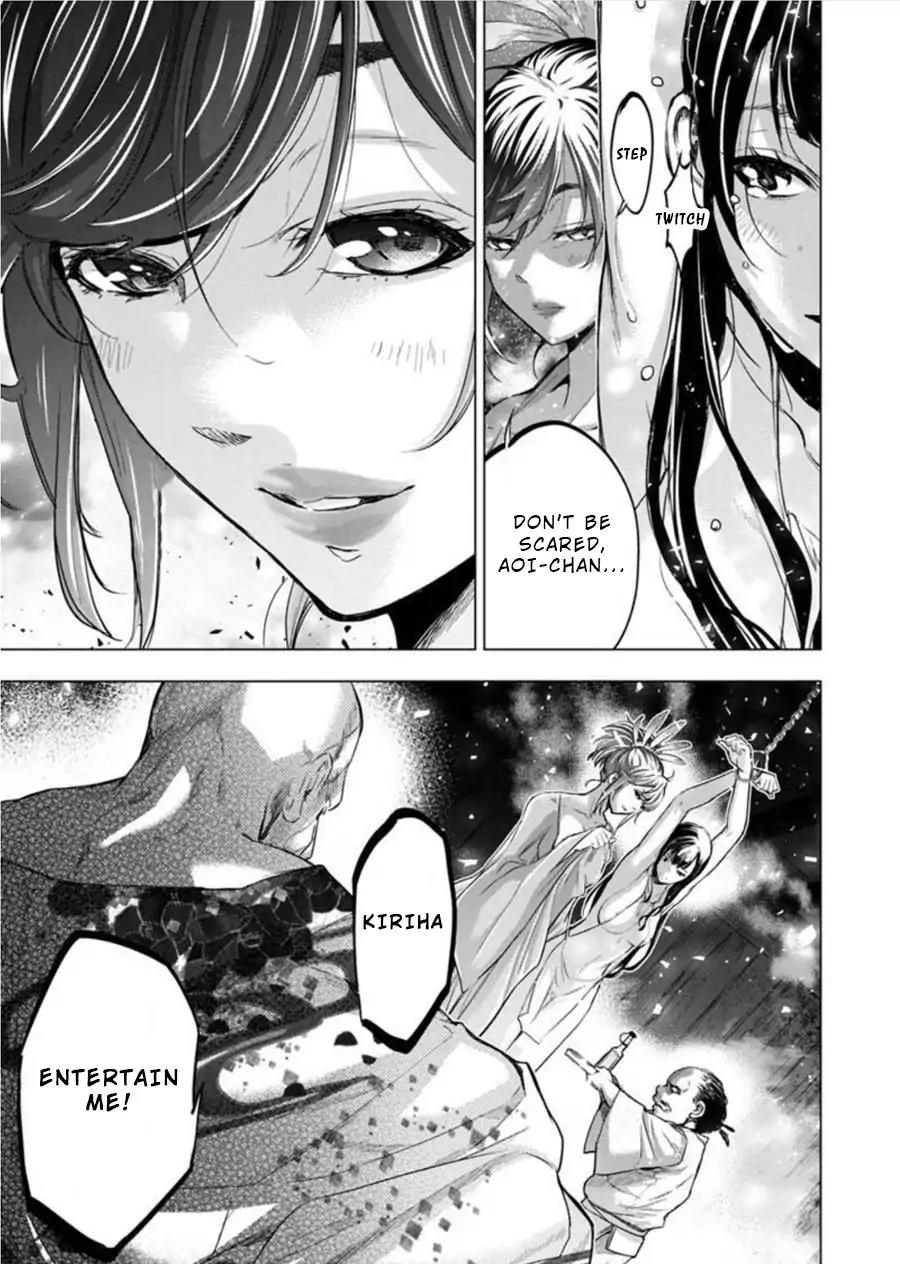 STEP
TWITCH
DON'T BE
SCARED,
AOI-CHAN...
KIRIHA
ENTERTAIN
ME!